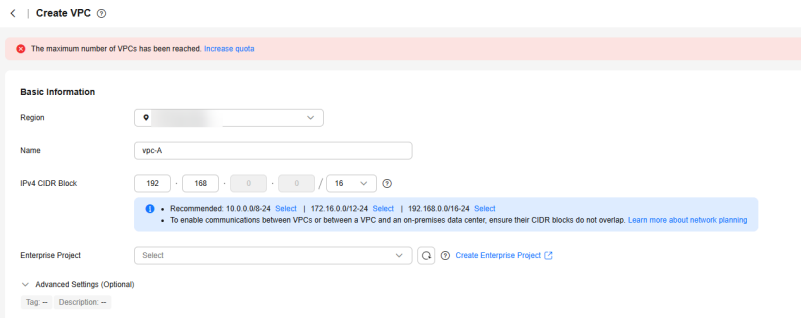 Create VPC
The maximum number of VPCs has been reached. Increase quota
Basic Information
Region
Name vpc-A
IPv4 CIDR Block 192 . 168 . 0 . 0 / 16
Recommended: 10.0.0.0/8-24 Select | 172.16.0.0/12-24 Select | 192.168.0.0/16-24 Select
To enable communications between VPCs or between a VPC and an on-premises data center, ensure their CIDR blocks do not overlap. Learn more about network planning
Enterprise Project Select Create Enterprise Project
Advanced Settings (Optional)
Tag: -- Description: --